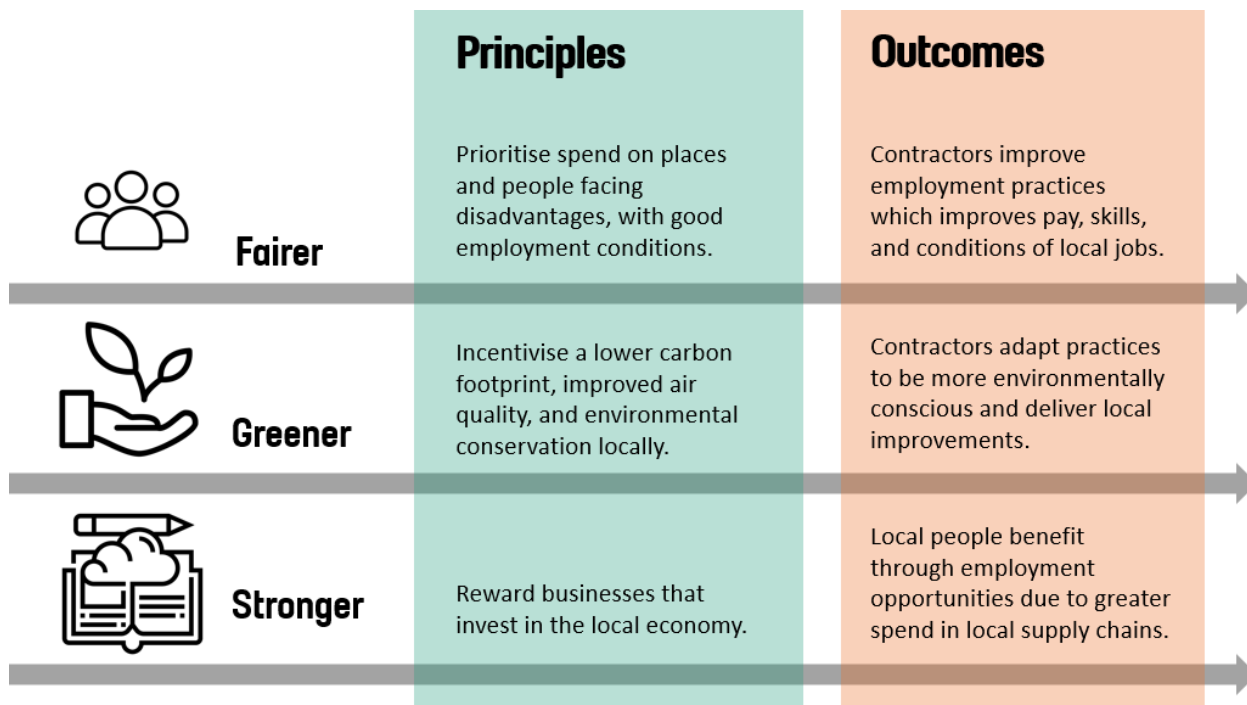 Principles
Outcomes
Fairer
Prioritise spend on places
and people facing
disadvantages, with good
employment conditions.
Contractors improve
employment practices
which improves pay, skills,
and conditions of local jobs.
Greener
Incentivise a lower carbon
footprint, improved air
quality, and environmental
conservation locally.
Contractors adapt practices
to be more environmentally
conscious and deliver local
improvements.
Stronger
Reward businesses that
invest in the local economy.
Local people benefit
through employment
opportunities due to greater
spend in local supply chains.